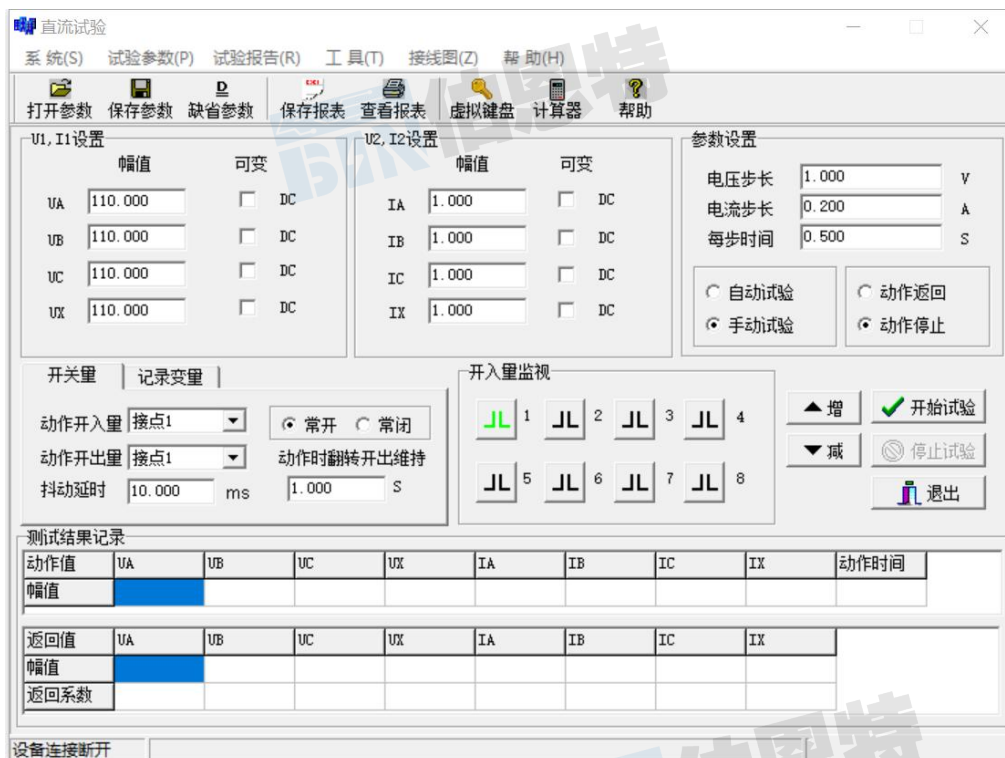 直流试验
系 统(S) 试验参数(P) 试验报告(R) 工 具(T) 接线图(Z) 帮 助(H)
打开参数 保存参数 缺省参数 保存报表 查看报表 虚拟键盘 计算器 帮助
伯恩特
U1,I1设置
幅值 可变
UA 110.000 DC
UB 110.000 DC
UC 110.000 DC
UX 110.000 DC
U2,I2设置
幅值 可变
IA 1.000 DC
IB 1.000 DC
IC 1.000 DC
IX 1.000 DC
参数设置
电压步长 1.000 V
电流步长 0.200 A
每步时间 0.500 S
自动试验 动作返回
手动试验 动作停止
开关量 记录变量
动作开入量 接点1 常开 常闭
动作开出量 接点1 动作时翻转开出维持
抖动延时 10.000 ms 1.000 S
开入量监视
1 2 3 4
5 6 7 8
增 开始试验
减 停止试验
退出
测试结果记录
动作值 UA UB UC UX IA IB IC IX 动作时间
幅值
返回值 UA UB UC UX IA IB IC IX
幅值
返回系数
设备连接断开
伯恩特